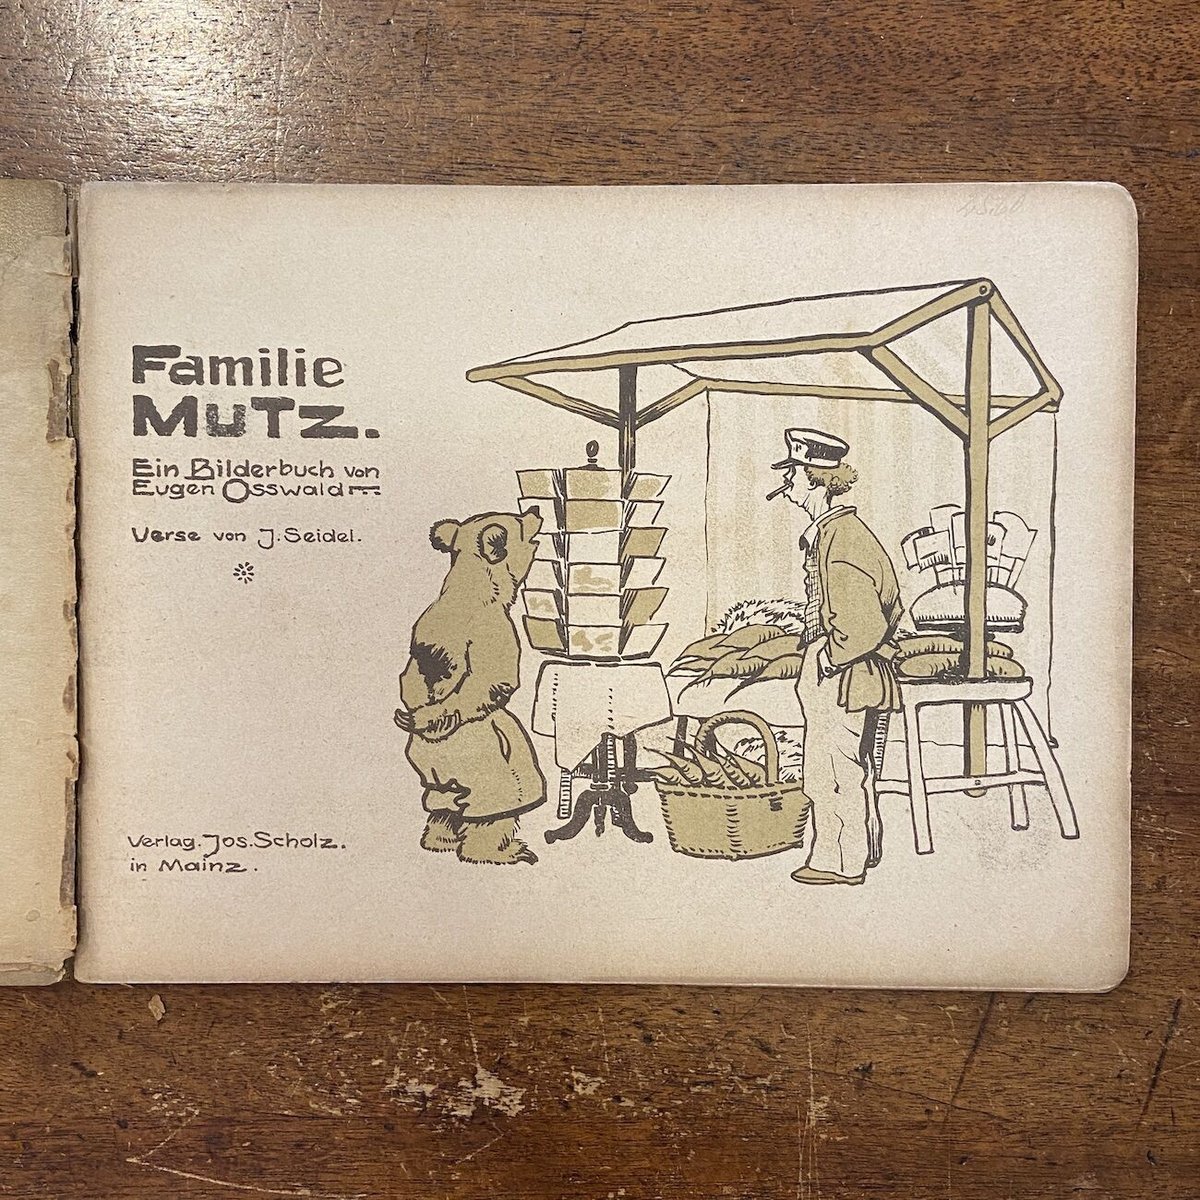 Familie
MUTZ.
Ein Bilderbuch von
Eugen Osswald
Verse von J. Seidel.
Verlag. Jos. Scholz.
in Mainz.